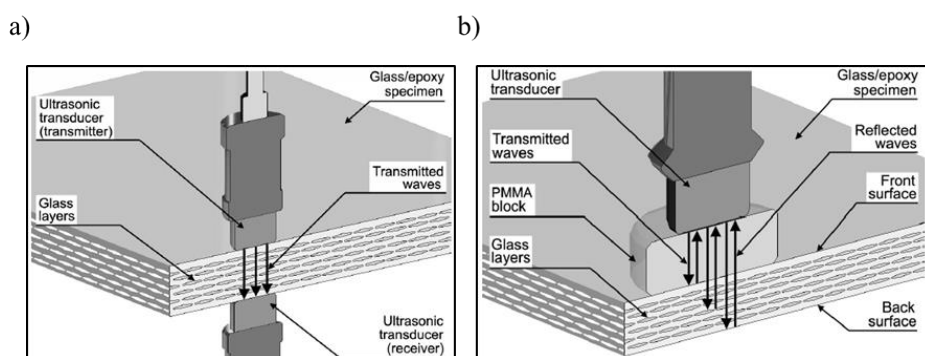 a)
b)
Glass/epoxy
specimen
Ultrasonic
transducer
(transmitter)
Transmitted
waves
Glass
layers
Ultrasonic
transducer
(receiver)
Ultrasonic
transducer
Glass/epoxy
specimen
Transmitted
waves
Reflected
waves
PMMA
block
Front
surface
Glass
layers
Back
surface